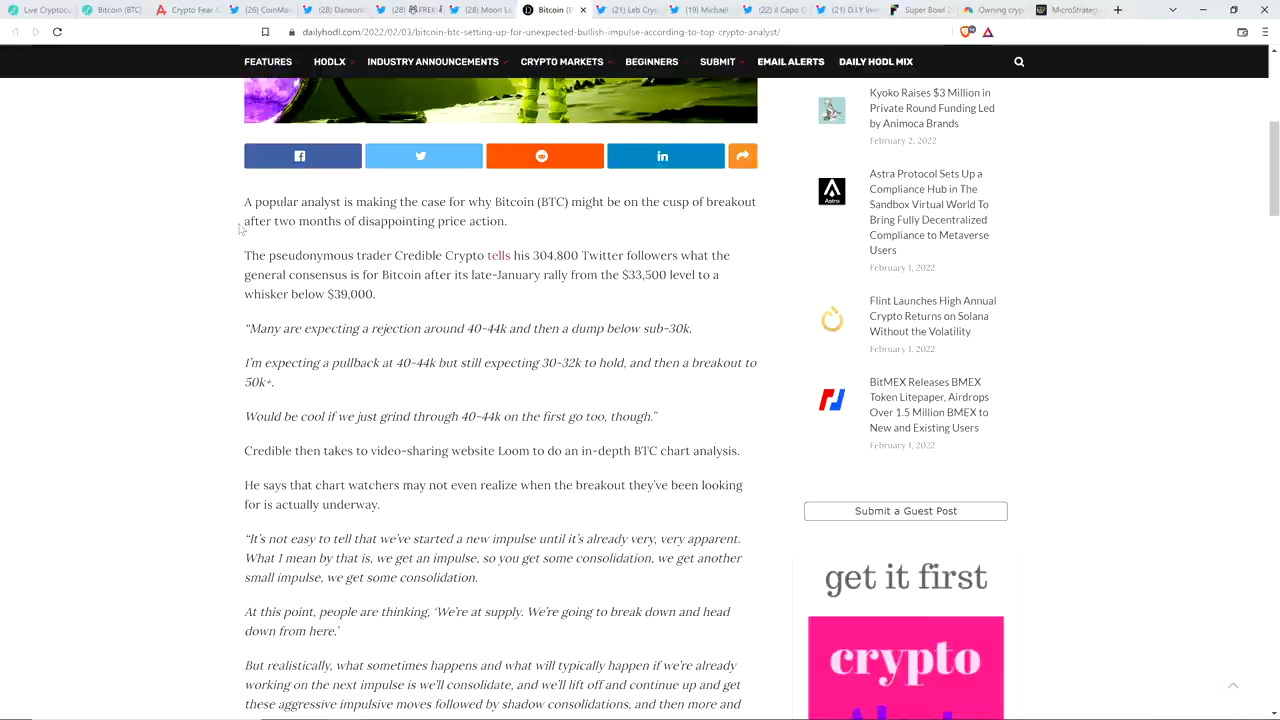 Live Cryptocu
Bitcoin (BTC)
Crypto Fear &
(26) CoinMar
(28) Darwon
(28) FREKI
(28) Moon L
Bitcoin (B
(21) Leb Cry
(19) Michael
(22) il Capo C
(21) D.I.Y Inve
Super Bowl 2
Owning crypt
MicroStrateg
dailyhodl.com/2022/02/03/bitcoin-btc-setting-up-for-unexpected-bullish-impulse-according-to-top-crypto-analyst/
FEATURES HODLX INDUSTRY ANNOUNCEMENTS CRYPTO MARKETS BEGINNERS SUBMIT EMAIL ALERTS DAILY HODL MIX
A popular analyst is making the case for why Bitcoin (BTC) might be on the cusp of breakout
after two months of disappointing price action.
The pseudonymous trader Credible Crypto tells his 304,800 Twitter followers what the
general consensus is for Bitcoin after its late-January rally from the $33,500 level to a
whisker below $39,000.
“Many are expecting a rejection around 40-44k and then a dump below sub-30k.
I’m expecting a pullback at 40-44k but still expecting 30-32k to hold, and then a breakout to
50k+.
Would be cool if we just grind through 40-44k on the first go too, though.”
Credible then takes to video-sharing website Loom to do an in-depth BTC chart analysis.
He says that chart watchers may not even realize when the breakout they’ve been looking
for is actually underway.
“It’s not easy to tell that we’ve started a new impulse until it’s already very, very apparent.
What I mean by that is, we get an impulse, so you get some consolidation, we get another
small impulse, we get some consolidation.
At this point, people are thinking, ‘We’re at supply. We’re going to break down and head
down from here.’
But realistically, what sometimes happens and what will typically happen if we’re already
working on the next impulse is we’ll consolidate, and we’ll lift off and continue up and get
these aggressive impulsive moves followed by shadow consolidations, and then more and
Kyoko Raises $3 Million in
Private Round Funding Led
by Animoca Brands
February 2, 2022
Astra
Astra Protocol Sets Up a
Compliance Hub in The
Sandbox Virtual World To
Bring Fully Decentralized
Compliance to Metaverse
Users
February 1, 2022
Flint Launches High Annual
Crypto Returns on Solana
Without the Volatility
February 1, 2022
BitMEX Releases BMEX
Token Litepaper, Airdrops
Over 1.5 Million BMEX to
New and Existing Users
February 1, 2022
Submit a Guest Post
get it first
crypto